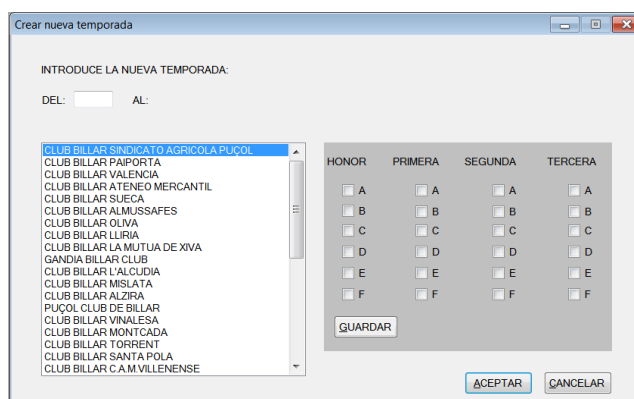 Crear nueva temporada
INTRODUCE LA NUEVA TEMPORADA:
DEL: AL:
CLUB BILLAR SINDICATO AGRICOLA PUÇOL
CLUB BILLAR PAIPORTA
CLUB BILLAR VALENCIA
CLUB BILLAR ATENEO MERCANTIL
CLUB BILLAR SUECA
CLUB BILLAR ALMUSSAFES
CLUB BILLAR OLIVA
CLUB BILLAR LLIRIA
CLUB BILLAR LA MUTUA DE XIVA
GANDIA BILLAR CLUB
CLUB BILLAR L'ALCUDIA
CLUB BILLAR MISLATA
CLUB BILLAR ALZIRA
PUÇOL CLUB DE BILLAR
CLUB BILLAR VINALESA
CLUB BILLAR MONTCADA
CLUB BILLAR TORRENT
CLUB BILLAR SANTA POLA
CLUB BILLAR C.A.M.VILLENENSE
HONOR PRIMERA SEGUNDA TERCERA
A A A A
B B B B
C C C C
D D D D
E E E E
F F F F
GUARDAR
ACEPTAR CANCELAR